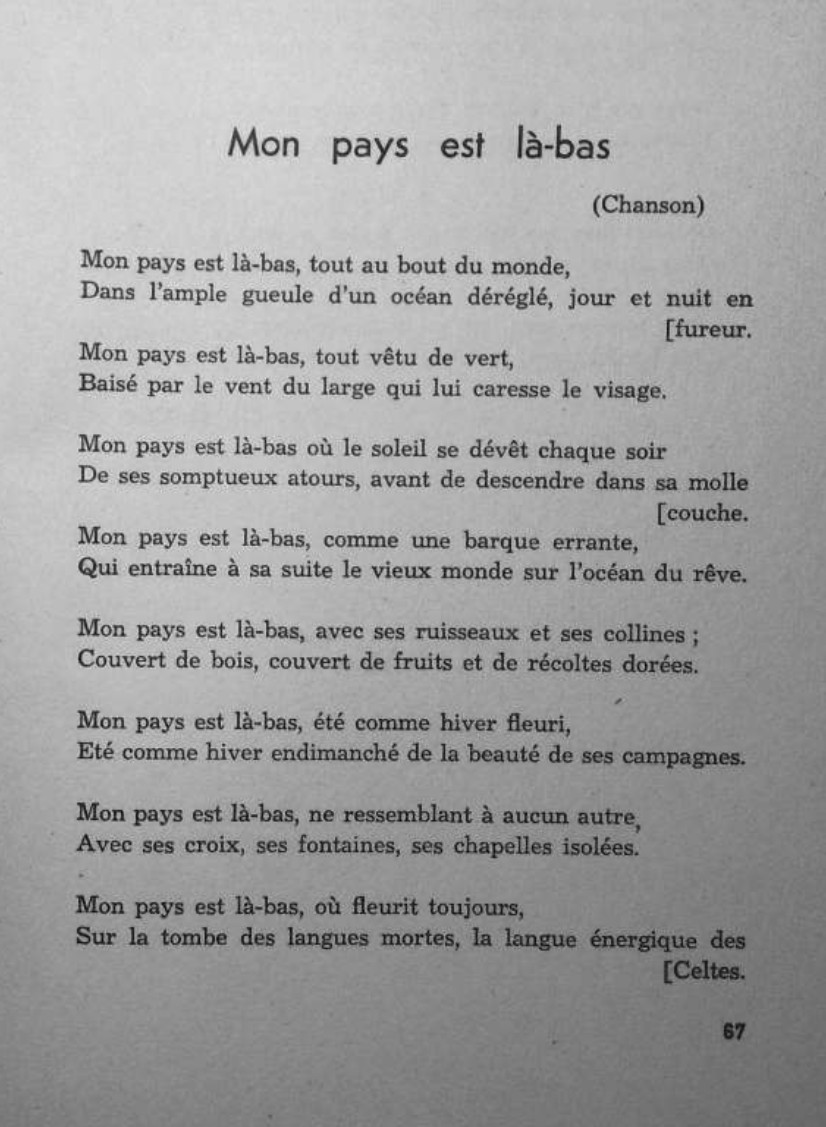 Mon pays est là-bas
(Chanson)
Mon pays est là-bas, tout au bout du monde,
Dans l'ample gueule d'un océan déréglé, jour et nuit en
[fureur.
Mon pays est là-bas, tout vêtu de vert,
Baisé par le vent du large qui lui caresse le visage.
Mon pays est là-bas où le soleil se dévêt chaque soir
De ses somptueux atours, avant de descendre dans sa molle
[couche.
Mon pays est là-bas, comme une barque errante,
Qui entraîne à sa suite le vieux monde sur l'océan du rêve.
Mon pays est là-bas, avec ses ruisseaux et ses collines ;
Couvert de bois, couvert de fruits et de récoltes dorées.
Mon pays est là-bas, été comme hiver fleuri,
Eté comme hiver endimanché de la beauté de ses campagnes.
Mon pays est là-bas, ne ressemblant à aucun autre,
Avec ses croix, ses fontaines, ses chapelles isolées.
Mon pays est là-bas, où fleurit toujours,
Sur la tombe des langues mortes, la langue énergique des
[Celtes.
67